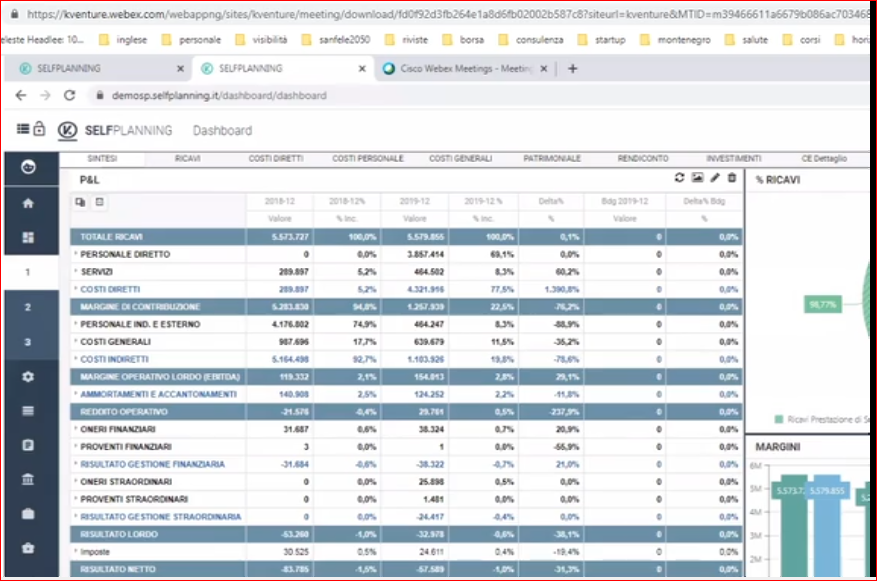 https://kventure.webex.com/webappng/sites/kventure/meeting/download/fd0f92d3fb264e1a8d6fb02002b587c8?siteurl=kventure&MTID=m39466611a6679b086ac703468
eleste Headlee: 10... inglese personale visibilità sanfele2050 riviste borsa consulenza startup montenegro salute corsi hori
SELFPLANNING SELFPLANNING Cisco Webex Meetings - Meetin
demosp.selfplanning.it/dashboard/dashboard
SELFPLANNING Dashboard
SINTESI RICAVI COSTI DIRETTI COSTI PERSONALE COSTI GENERALI PATRIMONIALE RENDICONTO INVESTIMENTI CE Dettaglio
P&L % RICAVI
2018-12 2018-12% 2019-12 2019-12 % Delta% Bdg 2019-12 Delta% Bdg
Valore % Inc. Valore % Inc. % Valore %
TOTALE RICAVI 5.573.727 100,0% 5.579.855 100,0% 0,1% 0 0,0%
PERSONALE DIRETTO 0 0,0% 3.857.414 69,1% 0,0% 0 0,0%
1 SERVIZI 289.897 5,2% 464.502 8,3% 60,2% 0 0,0%
COSTI DIRETTI 289.897 5,2% 4.321.916 77,5% 1.390,8% 0 0,0%
2 MARGINE DI CONTRIBUZIONE 5.283.830 94,8% 1.257.939 22,5% -76,2% 0 0,0%
98,77%
PERSONALE IND. E ESTERNO 4.176.802 74,9% 464.247 8,3% -88,9% 0 0,0%
3 COSTI GENERALI 987.696 17,7% 639.679 11,5% -35,2% 0 0,0%
COSTI INDIRETTI 5.164.498 92,7% 1.103.926 19,8% -78,6% 0 0,0%
MARGINE OPERATIVO LORDO (EBITDA) 119.332 2,1% 154.013 2,8% 29,1% 0 0,0%
AMMORTAMENTI E ACCANTONAMENTI 140.908 2,5% 124.252 2,2% -11,8% 0 0,0%
REDDITO OPERATIVO -21.576 -0,4% 29.761 0,5% -237,9% 0 0,0%
Ricavi Prestazione di Se
ONERI FINANZIARI 31.687 0,6% 38.324 0,7% 20,9% 0 0,0%
PROVENTI FINANZIARI 3 0,0% 1 0,0% -55,9% 0 0,0%
MARGINI
RISULTATO GESTIONE FINANZIARIA -31.684 -0,6% -38.322 -0,7% 21,0% 0 0,0%
6M
ONERI STRAORDINARI 0 0,0% 25.898 0,5% 0,0% 0 0,0%
5M 5.573.7 5.579.855
PROVENTI STRAORDINARI 0 0,0% 1.481 0,0% 0,0% 0 0,0%
RISULTATO GESTIONE STRAORDINARIA 0 0,0% -24.417 -0,4% 0,0% 0 0,0%
4M
RISULTATO LORDO -53.260 -1,0% -32.978 -0,6% -38,1% 0 0,0%
3M
Imposte 30.525 0,5% 24.611 0,4% -19,4% 0 0,0%
2M
RISULTATO NETTO -83.785 -1,5% -57.589 -1,0% -31,3% 0 0,0%